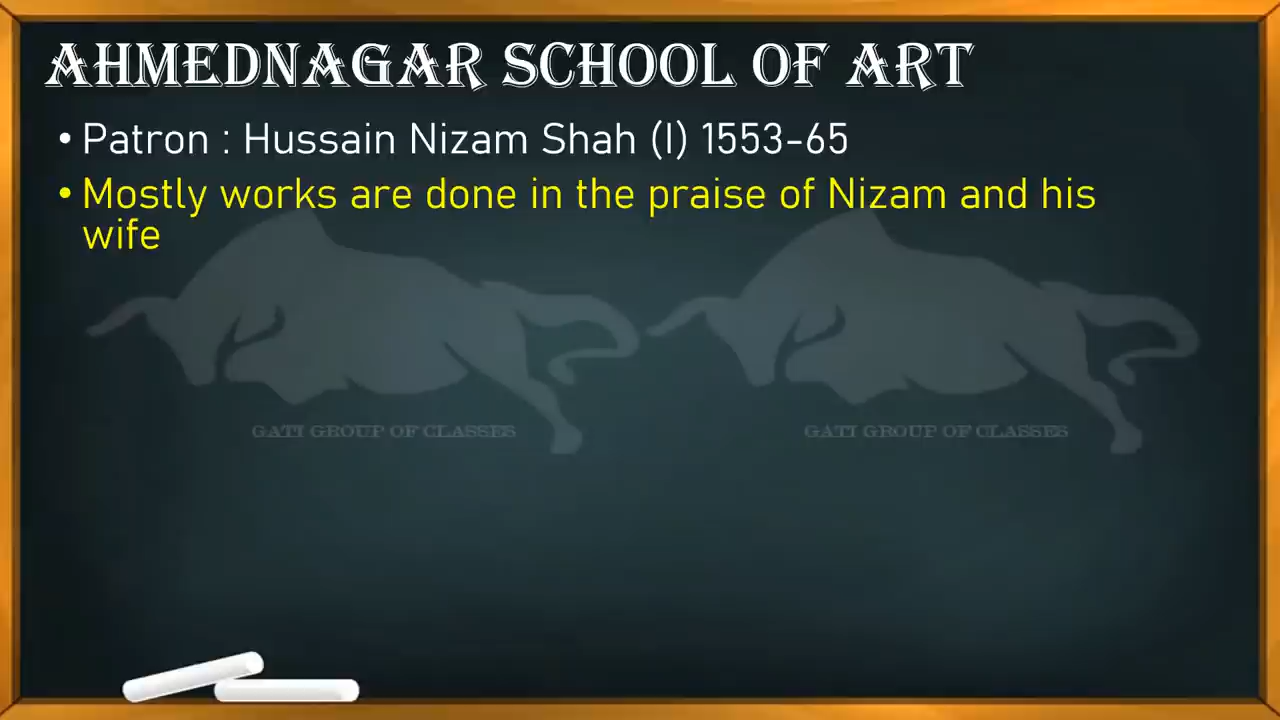 AHMEDNAGAR SCHOOL OF ART
• Patron : Hussain Nizam Shah (I) 1553-65
• Mostly works are done in the praise of Nizam and his
wife
GATI GROUP OF CLASSES
GATI GROUP OF CLASSES